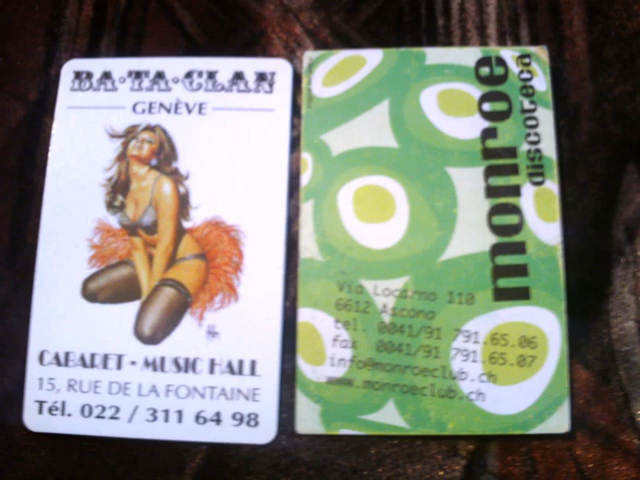 BA·TA·CLAN
GENÈVE
CABARET - MUSIC HALL
15, RUE DE LA FONTAINE
Tél. 022 / 311 64 98
monroe
discoteca
Via Locarno 110
6612 Ascona
tel. 0041/91 791.65.06
fax 0041/91 791.65.07
info@monroeclub.ch
www.monroeclub.ch